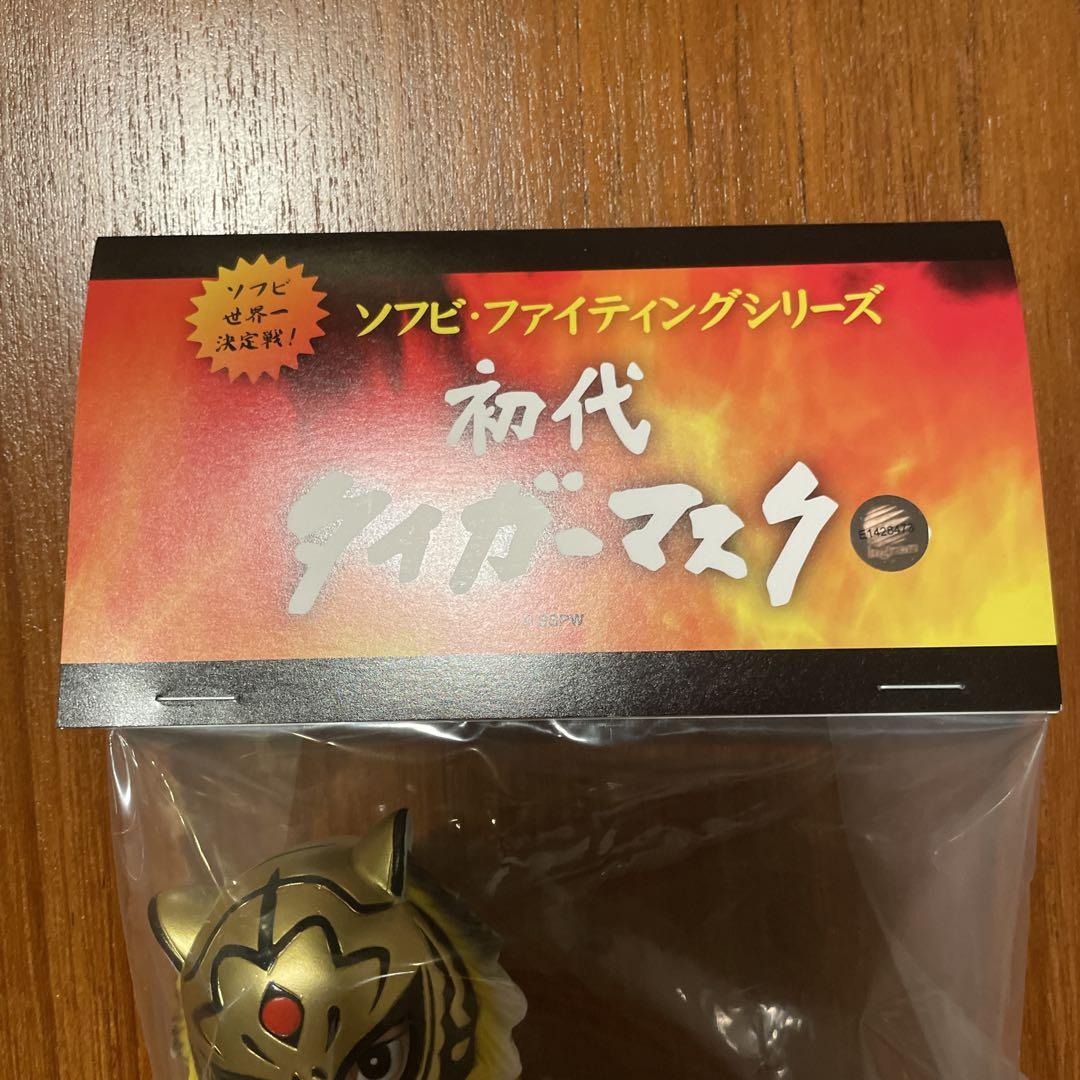 ソフビ
世界一
決定戦!
ソフビ・ファイティングシリーズ
初代
タイガーマスク
E1428473